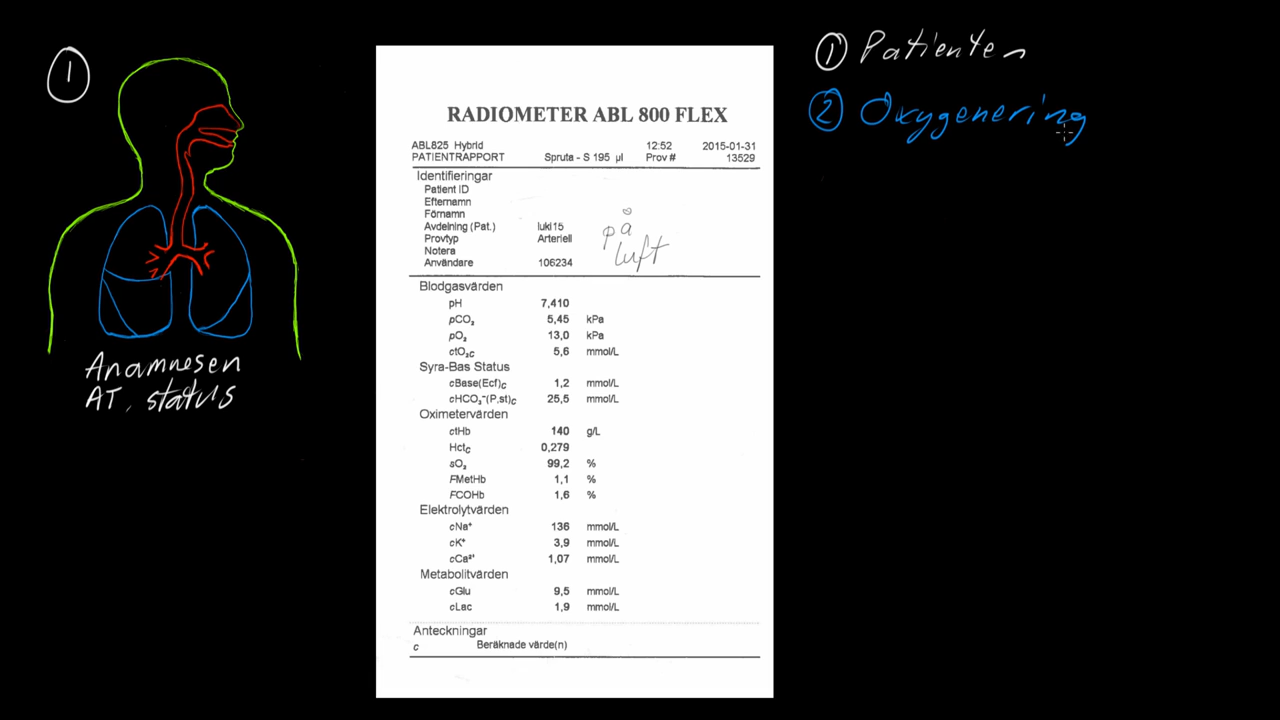 1
Anamnesen
AT, status
RADIOMETER ABL 800 FLEX
ABL825 Hybrid 12:52 2015-01-31
PATIENTRAPPORT Spruta - S 195 µl Prov # 13529
Identifieringar
Patient ID
Efternamn
Förnamn
Avdelning (Pat.) luki15
Provtyp Arteriell
Notera
Användare 106234
på
luft
Blodgasvärden
pH 7,410
pCO₂ 5,45 kPa
pO₂ 13,0 kPa
ctO₂c 5,6 mmol/L
Syra-Bas Status
cBase(Ecf)c 1,2 mmol/L
cHCO₃⁻(P,st)c 25,5 mmol/L
Oximetervärden
ctHb 140 g/L
Hctc 0,279
sO₂ 99,2 %
FMetHb 1,1 %
FCOHb 1,6 %
Elektrolytvärden
cNa⁺ 136 mmol/L
cK⁺ 3,9 mmol/L
cCa²⁺ 1,07 mmol/L
Metabolitvärden
cGlu 9,5 mmol/L
cLac 1,9 mmol/L
Anteckningar
c Beräknade värde(n)
1 Patienten
2 Oxygenering